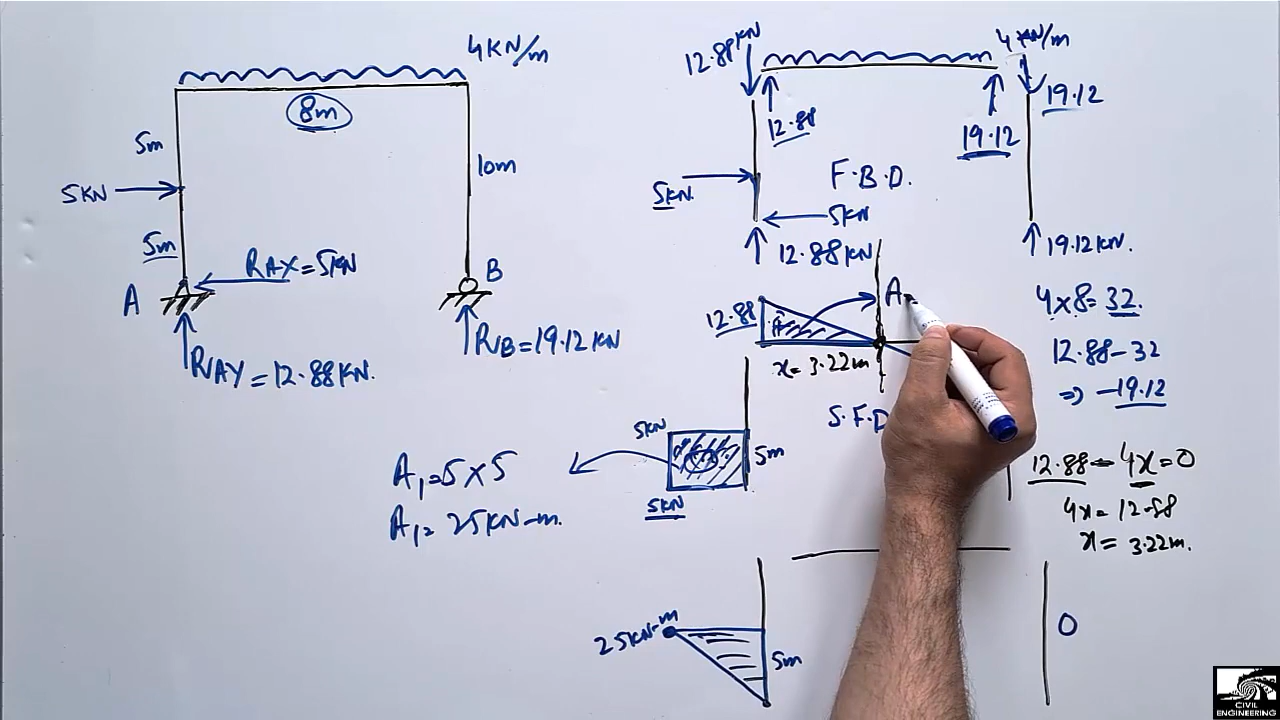 4KN/m
8m
5m
10m
5KN
5m
RAX=5KN
A
B
RAY=12.88KN.
RB=19.12KN
12.88KN
4KN/m
12.88
19.12
19.12
5KN.
F.B.D.
5KN
12.88KN
19.12KN.
12.88
A
x=3.22m
4x8=32.
12.88-32
=> -19.12
S.F.D
5KN
5m
5KN
A1=5x5
A1=25KN-m.
12.88-4x=0
4x=12.88
x=3.22m.
25KN-m
5m
0
CIVIL
ENGINEERING